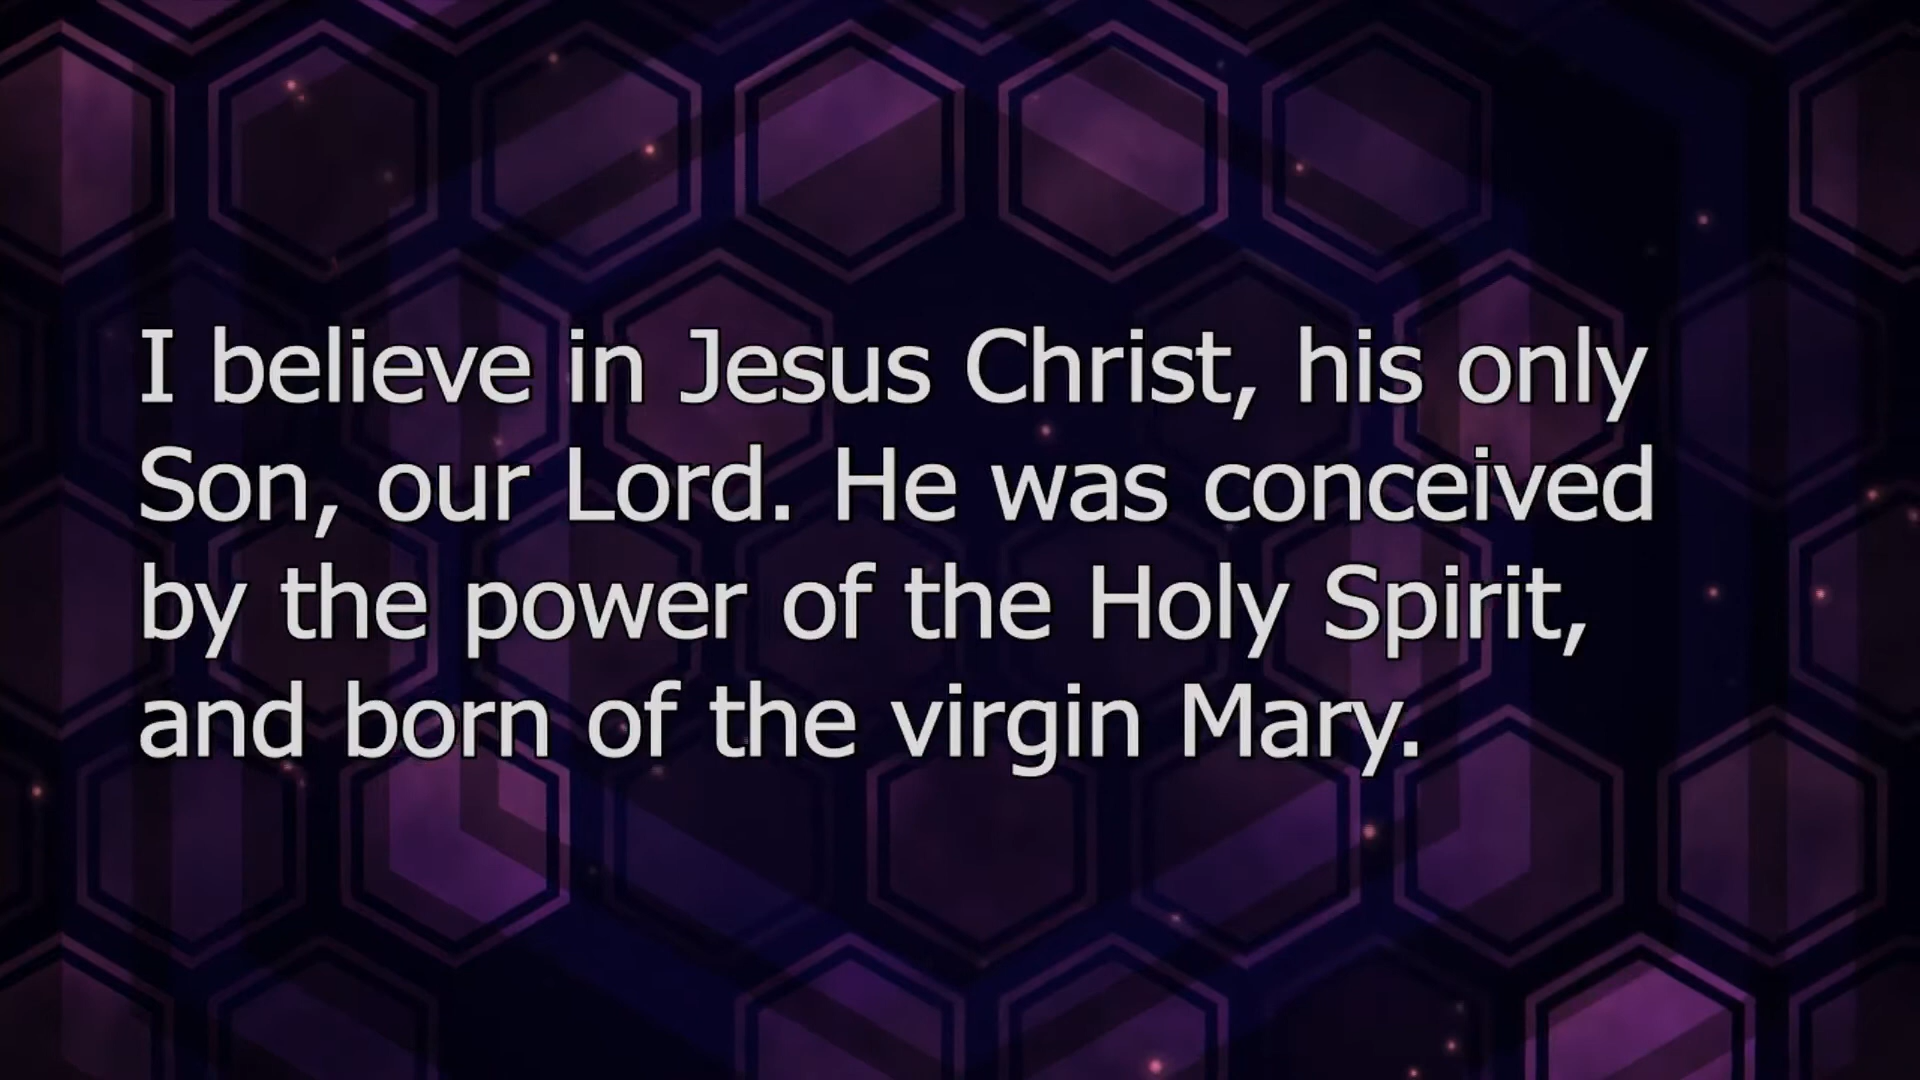 I believe in Jesus Christ, his only
Son, our Lord. He was conceived
by the power of the Holy Spirit,
and born of the virgin Mary.